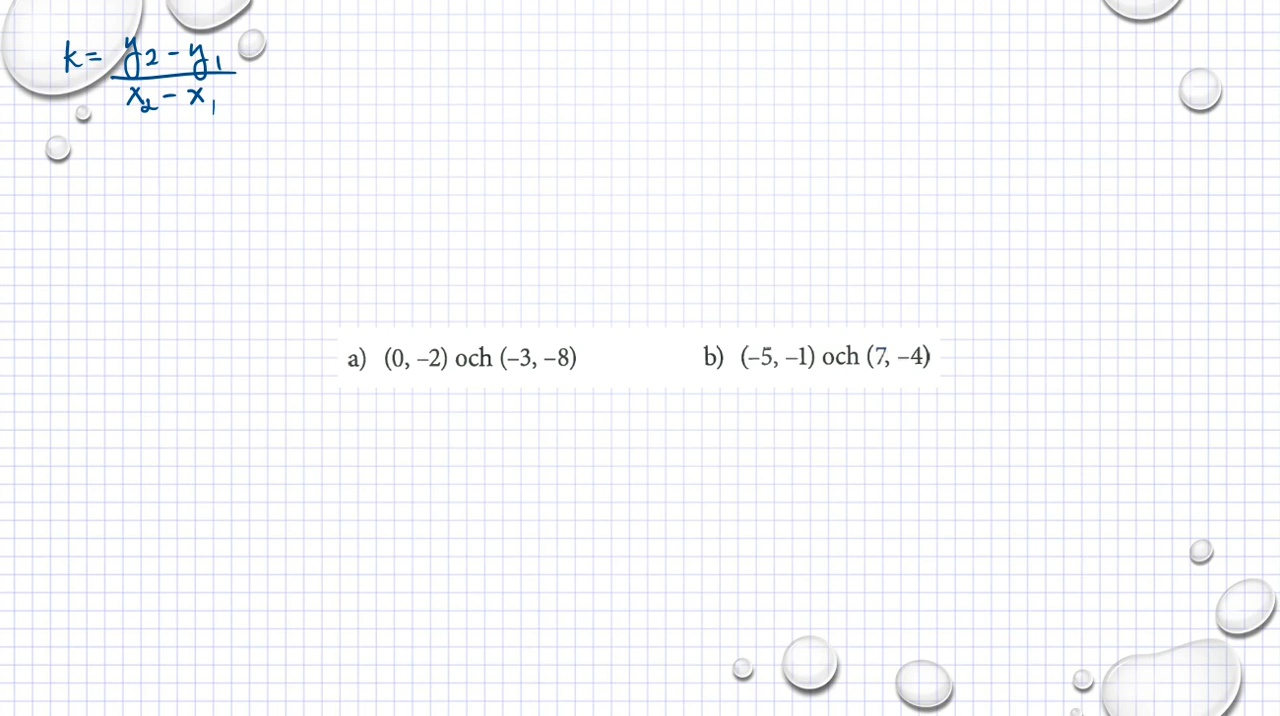 k = y₂ - y₁
x₂ - x₁
a) (0, –2) och (–3, –8) b) (–5, –1) och (7, –4)